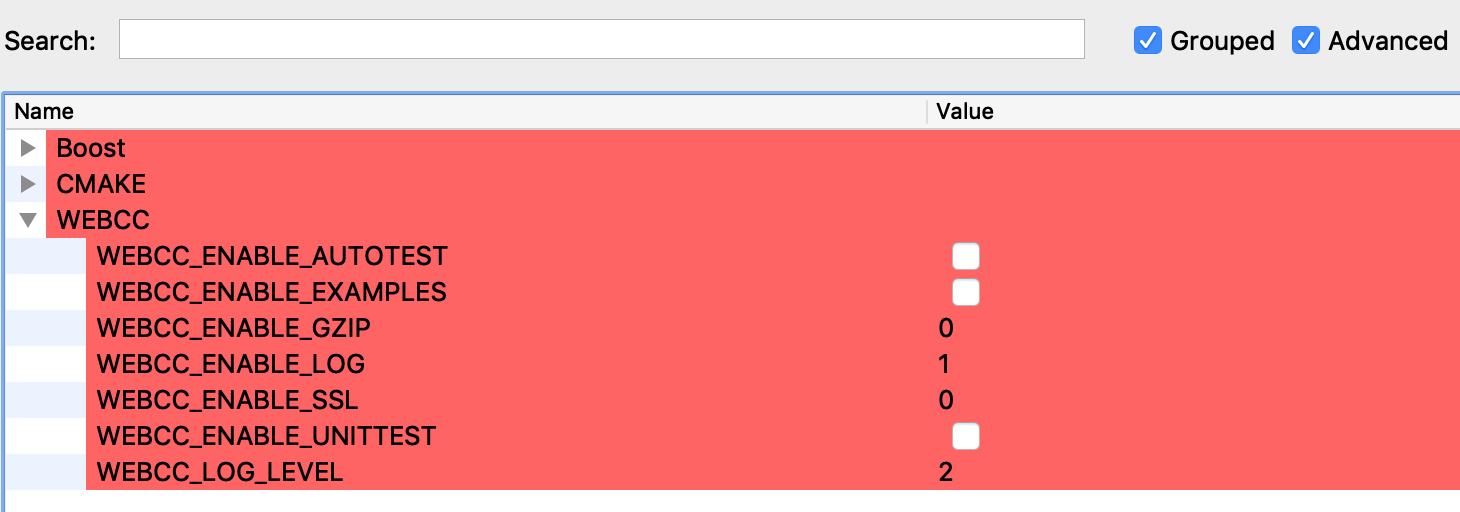 Search: Grouped Advanced
Name Value
Boost
CMAKE
WEBCC
WEBCC_ENABLE_AUTOTEST
WEBCC_ENABLE_EXAMPLES
WEBCC_ENABLE_GZIP 0
WEBCC_ENABLE_LOG 1
WEBCC_ENABLE_SSL 0
WEBCC_ENABLE_UNITTEST
WEBCC_LOG_LEVEL 2